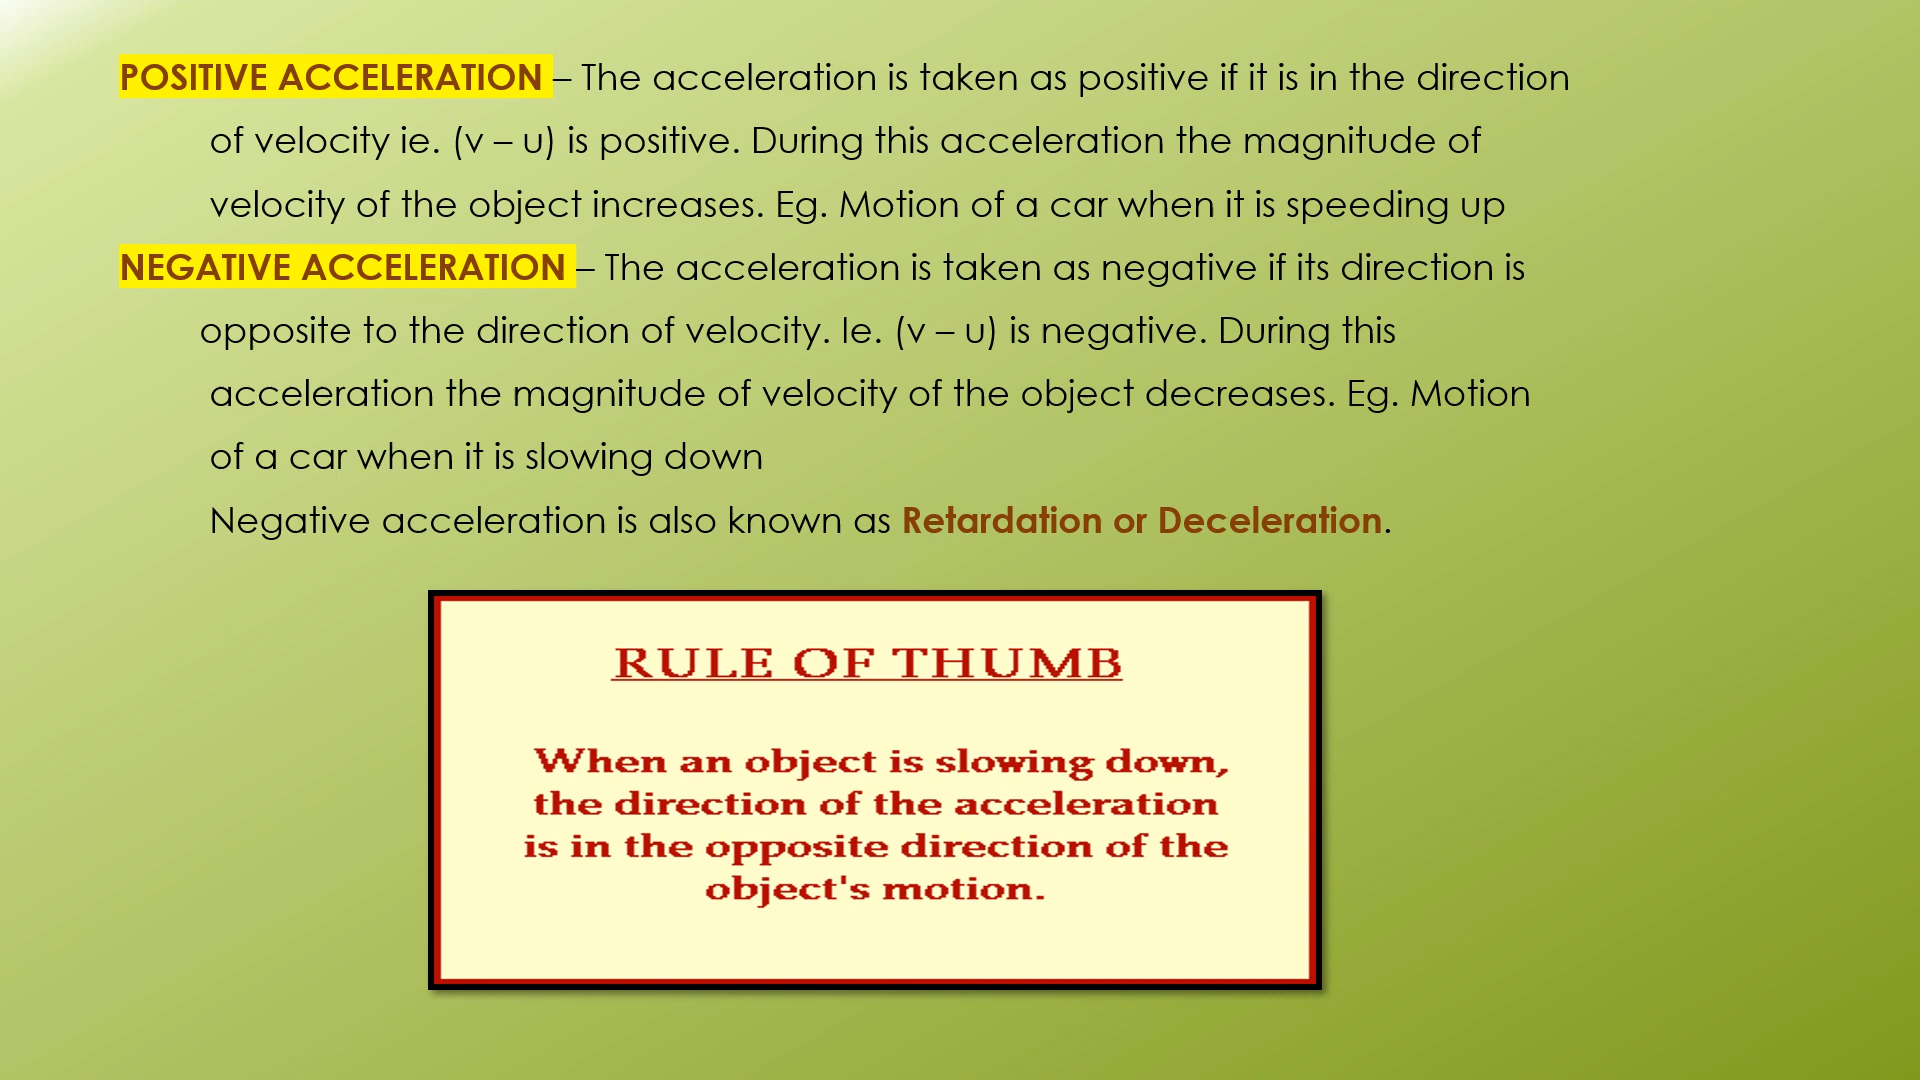 POSITIVE ACCELERATION – The acceleration is taken as positive if it is in the direction
of velocity ie. (v – u) is positive. During this acceleration the magnitude of
velocity of the object increases. Eg. Motion of a car when it is speeding up
NEGATIVE ACCELERATION – The acceleration is taken as negative if its direction is
opposite to the direction of velocity. Ie. (v – u) is negative. During this
acceleration the magnitude of velocity of the object decreases. Eg. Motion
of a car when it is slowing down
Negative acceleration is also known as Retardation or Deceleration.
RULE OF THUMB
When an object is slowing down,
the direction of the acceleration
is in the opposite direction of the
object's motion.